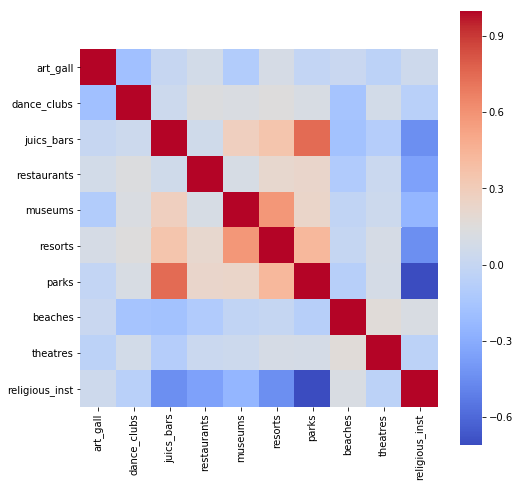 art_gall
dance_clubs
juics_bars
restaurants
museums
resorts
parks
beaches
theatres
religious_inst
art_gall
dance_clubs
juics_bars
restaurants
museums
resorts
parks
beaches
theatres
religious_inst
0.9
0.6
0.3
0.0
−0.3
−0.6